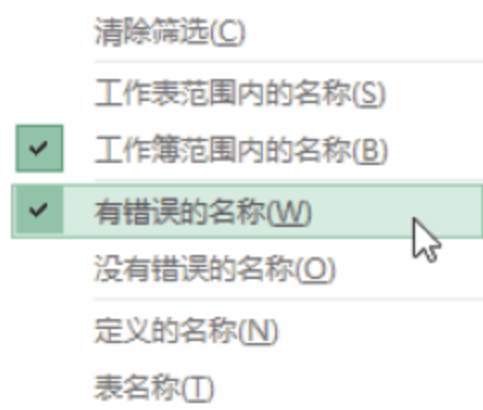 清除筛选(C)
工作表范围内的名称(S)
工作簿范围内的名称(B)
有错误的名称(W)
没有错误的名称(O)
定义的名称(N)
表名称(T)